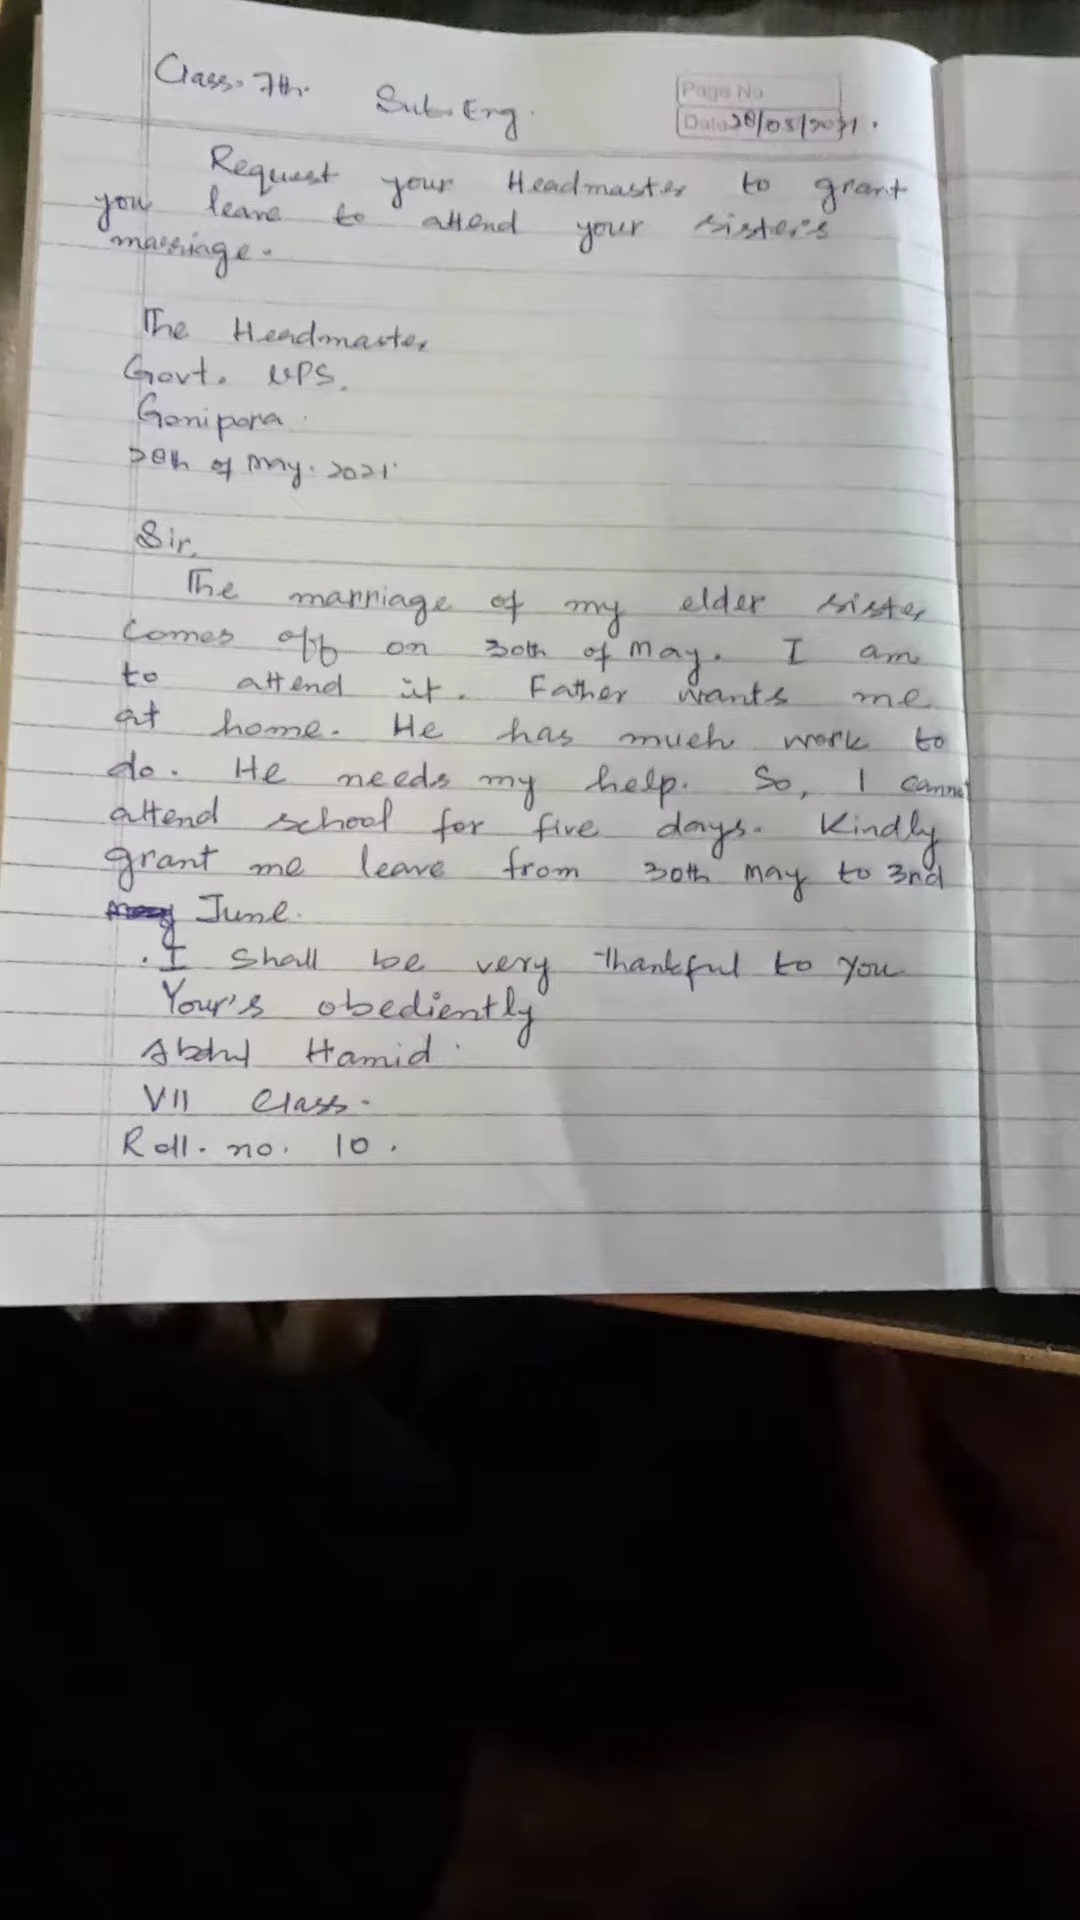 Class. 7th. Sub. Eng. Page No
Date 28/05/2021.
Request your Headmaster to grant
you leave to attend your sister's
marriage.
The Headmaster
Govt. UPS.
Gonipora.
28th of May. 2021.
Sir,
The marriage of my elder sister
comes off on 30th of May. I am
to attend it. Father wants me
at home. He has much work to
do. He needs my help. So, I cannot
attend school for five days. Kindly
grant me leave from 30th May to 3nd
June.
. I shall be very thankful to you
Your's obediently
Abdul Hamid.
VII Class.
Roll. no. 10.